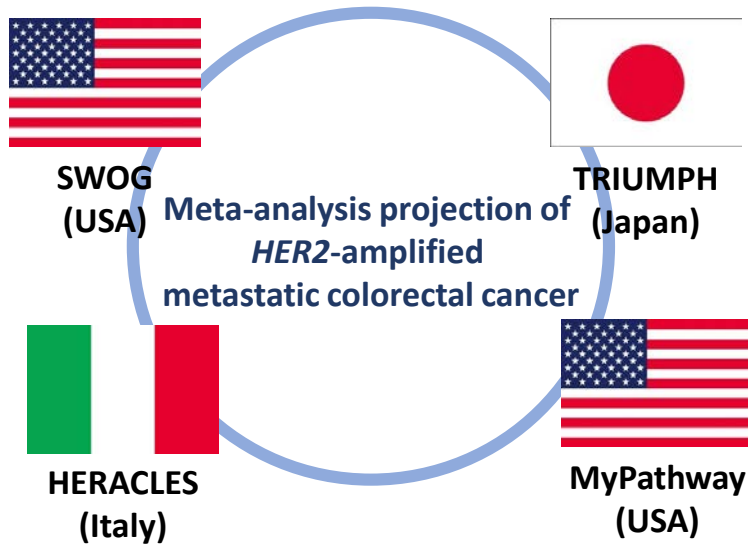 SWOG
(USA)
TRIUMPH
(Japan)
Meta-analysis projection of
HER2-amplified
metastatic colorectal cancer
HERACLES
(Italy)
MyPathway
(USA)